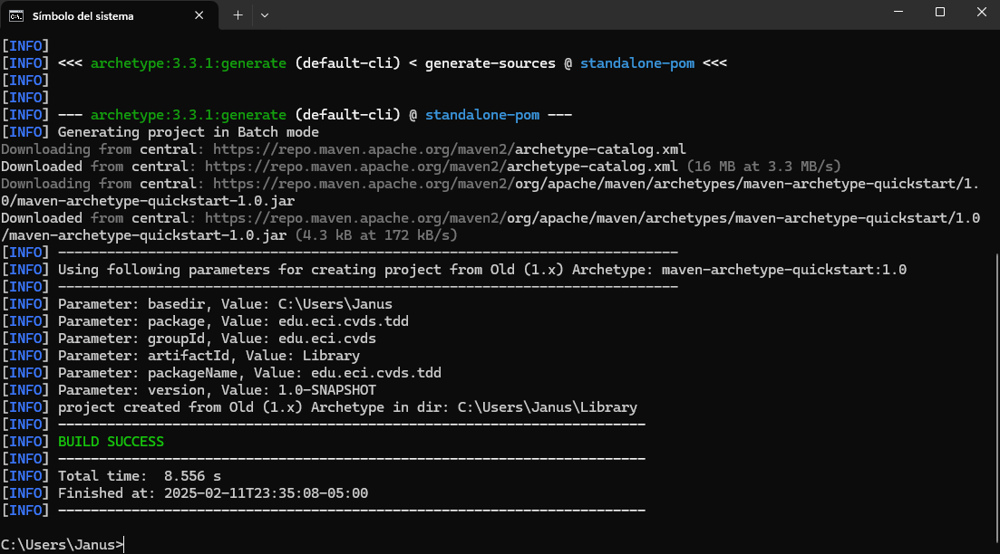 Símbolo del sistema
[INFO]
[INFO] <<< archetype:3.3.1:generate (default-cli) < generate-sources @ standalone-pom <<<
[INFO]
[INFO]
[INFO] --- archetype:3.3.1:generate (default-cli) @ standalone-pom ---
[INFO] Generating project in Batch mode
Downloading from central: https://repo.maven.apache.org/maven2/archetype-catalog.xml
Downloaded from central: https://repo.maven.apache.org/maven2/archetype-catalog.xml (16 MB at 3.3 MB/s)
Downloading from central: https://repo.maven.apache.org/maven2/org/apache/maven/archetypes/maven-archetype-quickstart/1.
0/maven-archetype-quickstart-1.0.jar
Downloaded from central: https://repo.maven.apache.org/maven2/org/apache/maven/archetypes/maven-archetype-quickstart/1.0
/maven-archetype-quickstart-1.0.jar (4.3 kB at 172 kB/s)
[INFO] ----------------------------------------------------------------------------
[INFO] Using following parameters for creating project from Old (1.x) Archetype: maven-archetype-quickstart:1.0
[INFO] ----------------------------------------------------------------------------
[INFO] Parameter: basedir, Value: C:\Users\Janus
[INFO] Parameter: package, Value: edu.eci.cvds.tdd
[INFO] Parameter: groupId, Value: edu.eci.cvds
[INFO] Parameter: artifactId, Value: Library
[INFO] Parameter: packageName, Value: edu.eci.cvds.tdd
[INFO] Parameter: version, Value: 1.0-SNAPSHOT
[INFO] project created from Old (1.x) Archetype in dir: C:\Users\Janus\Library
[INFO] ------------------------------------------------------------------------
[INFO] BUILD SUCCESS
[INFO] ------------------------------------------------------------------------
[INFO] Total time:  8.556 s
[INFO] Finished at: 2025-02-11T23:35:08-05:00
[INFO] ------------------------------------------------------------------------
C:\Users\Janus>